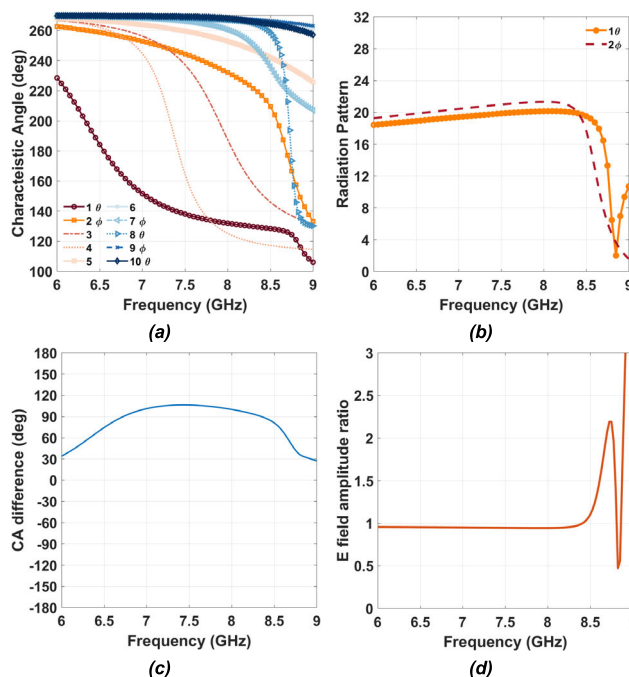 Characteistic Angle (deg)
260
240
220
200
180
160
140
120
100
1 θ
2 ϕ
3
4
5
6
7 ϕ
8 θ
9 ϕ
10 θ
6 6.5 7 7.5 8 8.5 9
Frequency (GHz)
(a)
Radiation Pattern
32
28
24
20
16
12
8
4
0
1θ
2ϕ
6 6.5 7 7.5 8 8.5 9
Frequency (GHz)
(b)
CA difference (deg)
180
150
120
90
60
30
0
-30
-60
-90
-120
-150
-180
6 6.5 7 7.5 8 8.5 9
Frequency (GHz)
(c)
E field amplitude ratio
3
2.5
2
1.5
1
0.5
0
6 6.5 7 7.5 8 8.5 9
Frequency (GHz)
(d)